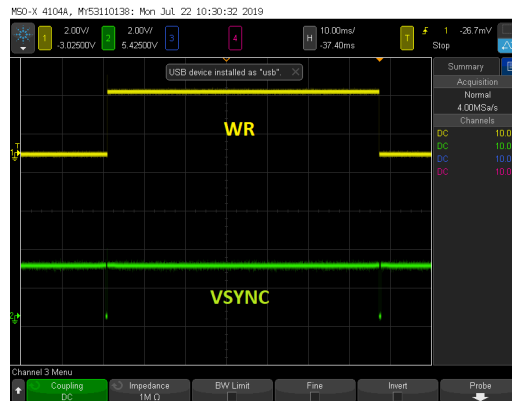 MSO-X 4104A, MY53110138: Mon Jul 22 10:30:32 2019
1 2.00V/ -3.02500V 2 2.00V/ 5.42500V 3 4 H 10.00ms/ -37.40ms T 1 -26.7mV Stop
USB device installed as "usb".
Summary
Acquisition
Normal
4.00MSa/s
Channels
DC 10.0
DC 10.0
DC 10.0
DC 10.0
WR
T
1
VSYNC
2
Channel 3 Menu
Coupling Impedance BW Limit Fine Invert Probe
DC 1M Ω